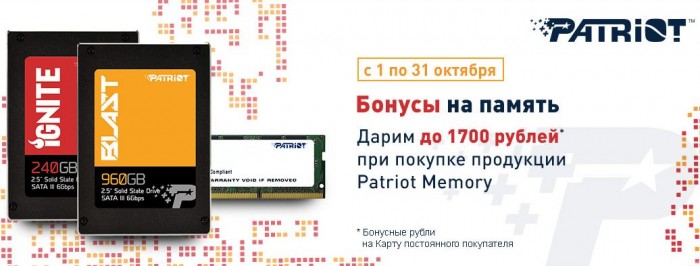 PATRIOT™
с 1 по 31 октября
Бонусы на память
Дарим до 1700 рублей*
при покупке продукции
Patriot Memory
* Бонусные рубли
на Карту постоянного покупателя
IGNITE
240GB
2.5" Solid State Drive
SATA III 6Gbps
PATRIOT
BLAST
960GB
2.5" Solid State Drive
SATA III 6Gbps
PATRIOT
Compliant
WARRANTY VOID IF REMOVED